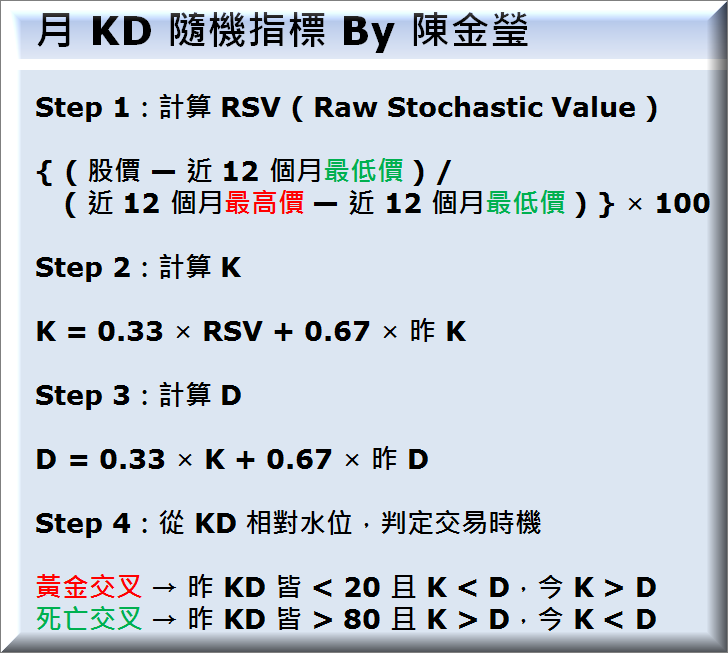 月 KD 隨機指標 By 陳金瑩
Step 1：計算 RSV ( Raw Stochastic Value )
{ ( 股價 — 近 12 個月最低價 ) /
( 近 12 個月最高價 — 近 12 個月最低價 ) } × 100
Step 2：計算 K
K = 0.33 × RSV + 0.67 × 昨 K
Step 3：計算 D
D = 0.33 × K + 0.67 × 昨 D
Step 4：從 KD 相對水位，判定交易時機
黃金交叉 → 昨 KD 皆 < 20 且 K < D，今 K > D
死亡交叉 → 昨 KD 皆 > 80 且 K > D，今 K < D